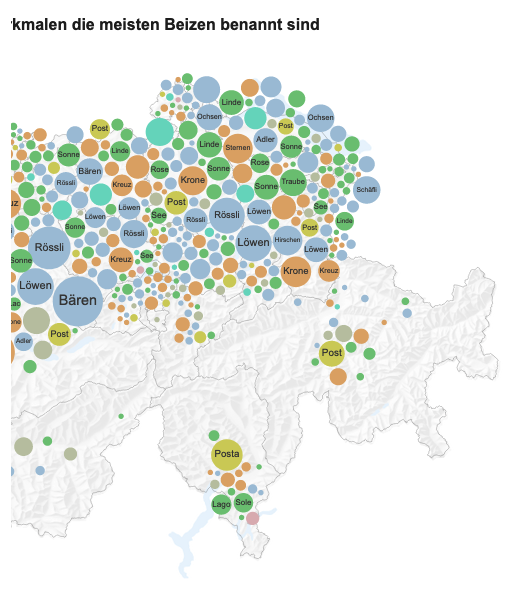 rkmalen die meisten Beizen benannt sind
Linde
Ochsen
Ochsen
Post
Post
Adler
Sonne
Linde
Linde
Sternen
Sonne
Rose
Rose
Sonne
Bären
Rössli
Kreuz
Krone
Sonne
Traube
Schäfli
Post
Löwen
Löwen
See
Rössli
Rössli
Löwen
See
Linde
Sonne
Rössli
Löwen
Hirschen
Post
Löwen
Rössli
Sonne
Kreuz
See
Krone
Kreuz
Löwen
Bären
Post
Adler
Post
Posta
Lago
Sole